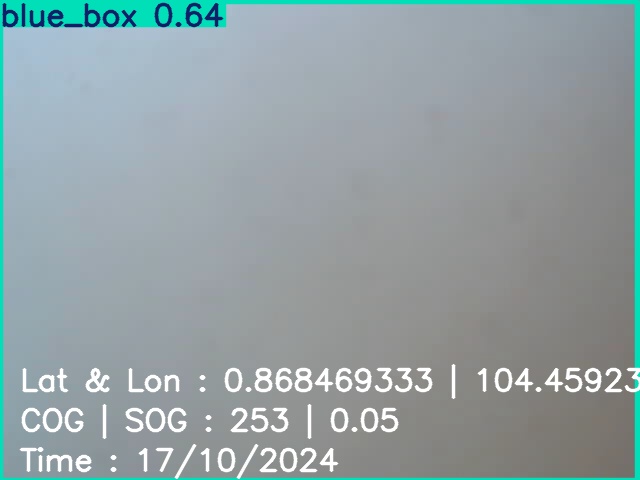 blue_box 0.64
Lat & Lon : 0.868469333 | 104.45923
COG | SOG : 253 | 0.05
Time : 17/10/2024